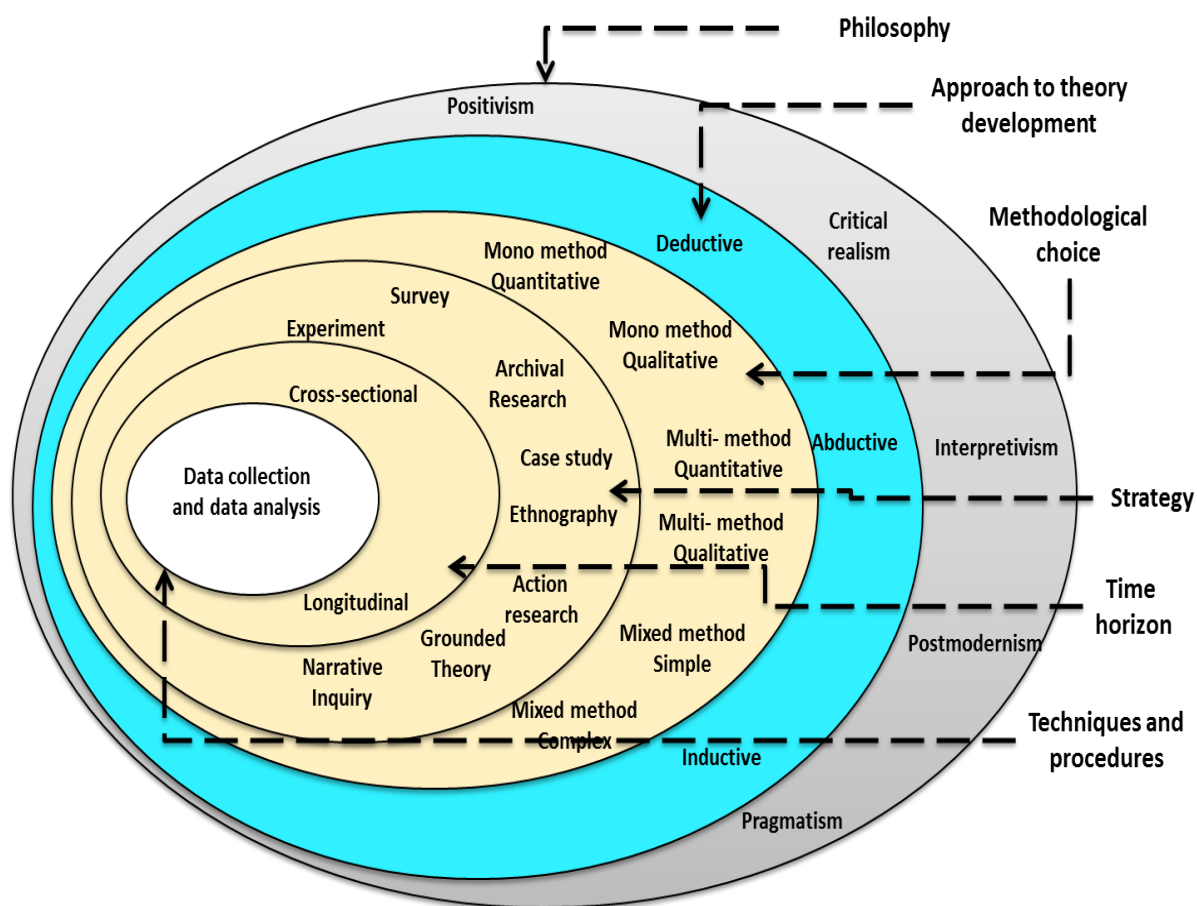 Philosophy
Approach to theory
development
Positivism
Critical
realism
Methodological
choice
Deductive
Mono method
Quantitative
Survey
Mono method
Qualitative
Experiment
Archival
Research
Cross-sectional
Multi- method
Quantitative
Abductive
Interpretivism
Case study
Data collection
and data analysis
Strategy
Ethnography
Multi- method
Qualitative
Action
research
Longitudinal
Time
horizon
Grounded
Theory
Mixed method
Simple
Postmodernism
Narrative
Inquiry
Mixed method
Complex
Techniques and
procedures
Inductive
Pragmatism